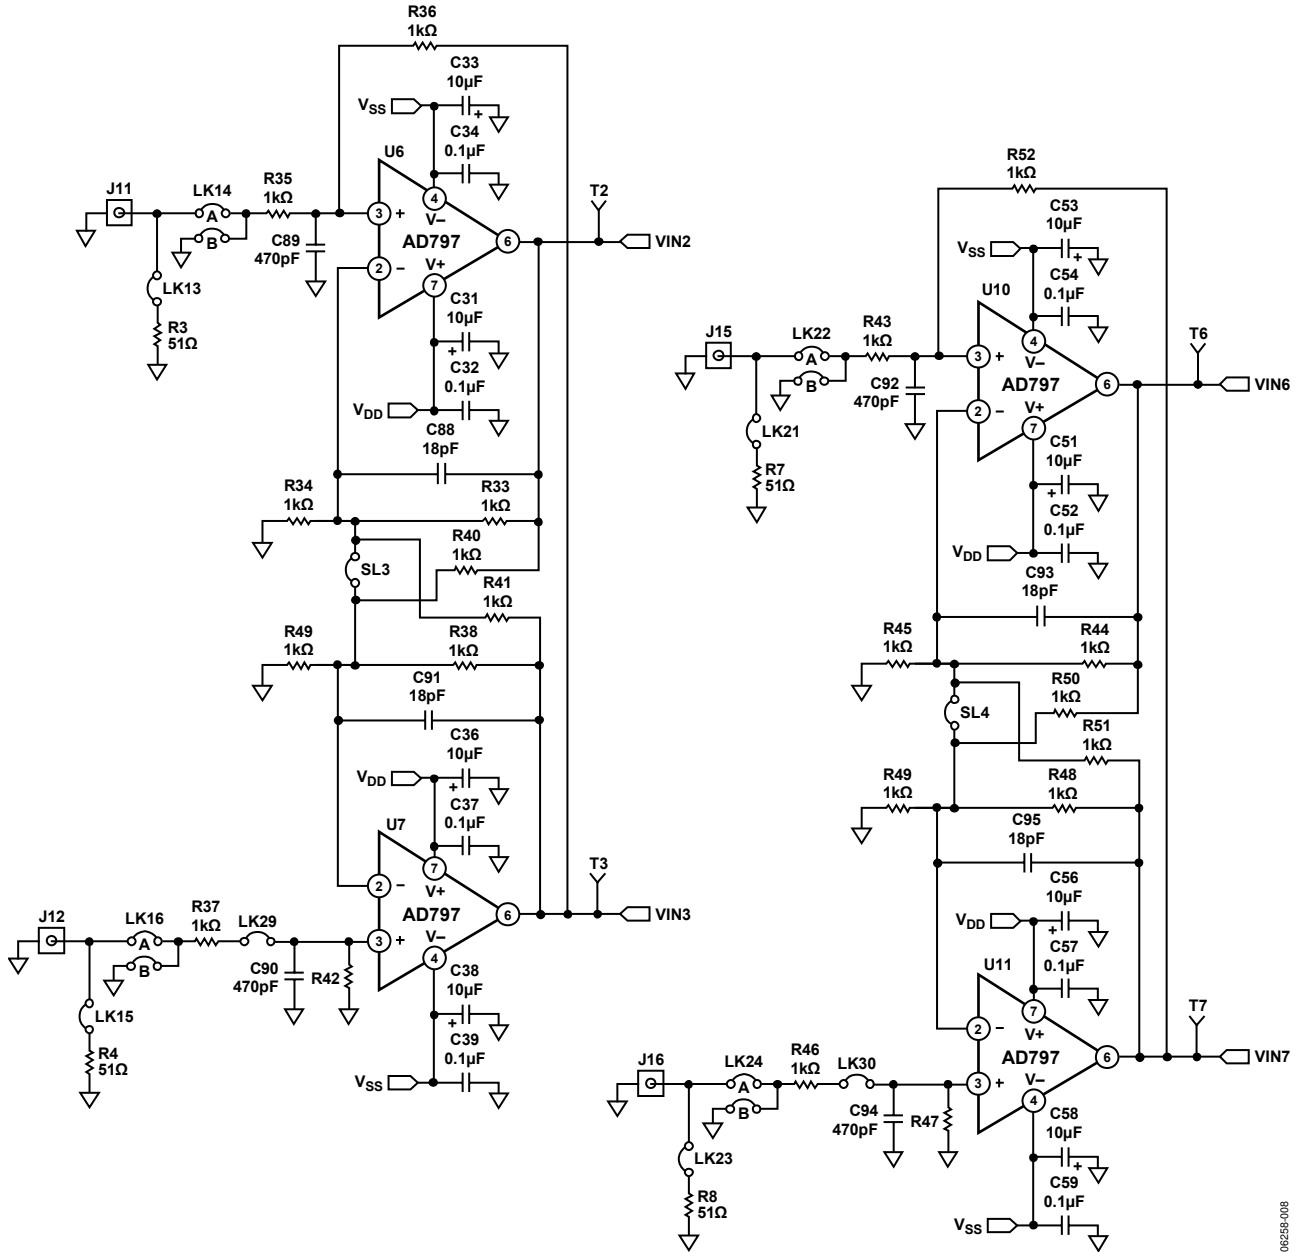 R36
1kΩ
C33
10µF
VSS
+
C34
0.1µF
U6
J11
LK14
R35
1kΩ
A
B
3
+
4
V–
AD797
6
T2
VIN2
C89
470pF
2
–
V+
7
LK13
R3
51Ω
C31
10µF
+
C32
0.1µF
VDD
C88
18pF
R34
1kΩ
R33
1kΩ
R40
1kΩ
SL3
R41
1kΩ
R49
1kΩ
R38
1kΩ
C91
18pF
C36
10µF
VDD
+
C37
0.1µF
U7
7
V+
2
–
AD797
6
T3
VIN3
J12
LK16
R37
1kΩ
LK29
A
B
3
+
V–
4
C90
470pF
R42
LK15
R4
51Ω
C38
10µF
+
C39
0.1µF
VSS
R52
1kΩ
C53
10µF
VSS
+
C54
0.1µF
U10
J15
LK22
R43
1kΩ
A
B
3
+
4
V–
AD797
6
T6
VIN6
C92
470pF
2
–
V+
7
LK21
R7
51Ω
C51
10µF
+
C52
0.1µF
VDD
C93
18pF
R45
1kΩ
R44
1kΩ
R50
1kΩ
SL4
R51
1kΩ
R49
1kΩ
R48
1kΩ
C95
18pF
C56
10µF
VDD
+
C57
0.1µF
U11
7
V+
2
–
AD797
6
T7
VIN7
J16
LK24
R46
1kΩ
LK30
A
B
3
+
V–
4
C94
470pF
R47
LK23
R8
51Ω
C58
10µF
+
C59
0.1µF
VSS
06258-008